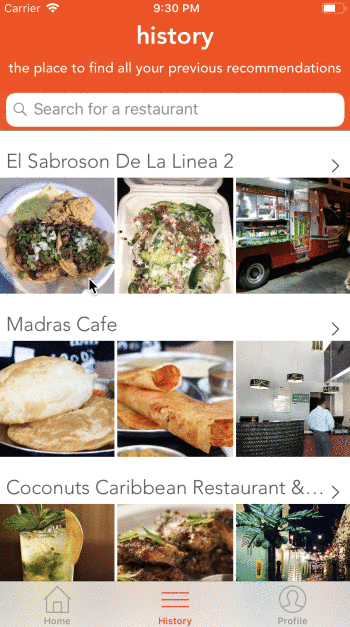 Carrier 9:30 PM
history
the place to find all your previous recommendations
Search for a restaurant
El Sabroson De La Linea 2
Madras Cafe
Coconuts Caribbean Restaurant &...
Home History Profile